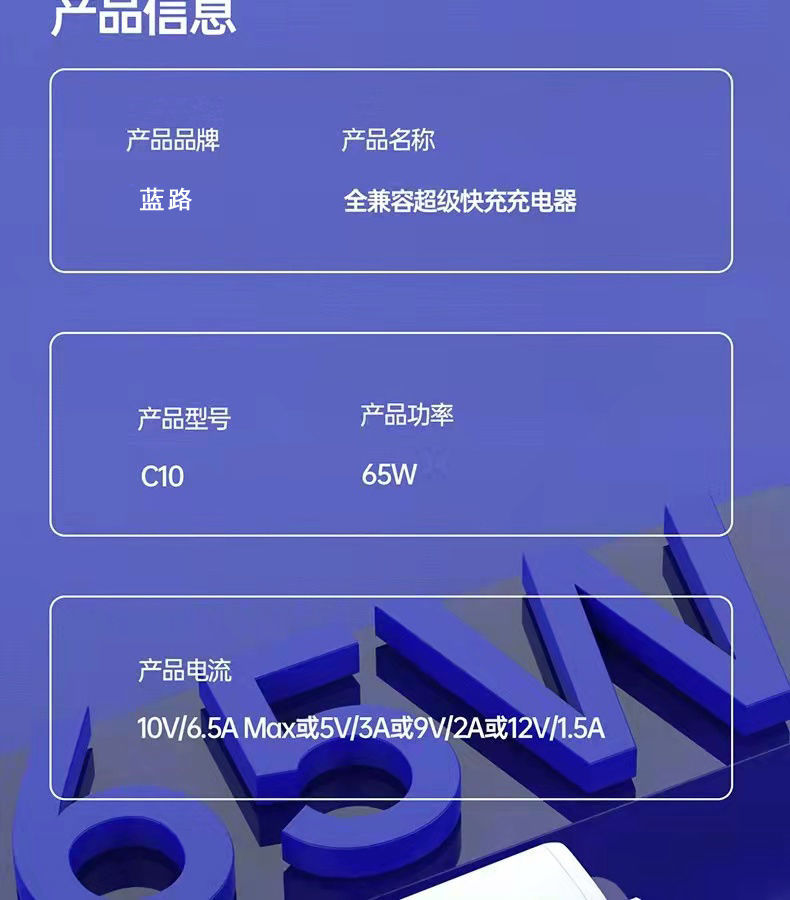 产品信息
产品品牌 产品名称
蓝路 全兼容超级快充充电器
产品型号 产品功率
C10 65W
产品电流
10V/6.5A Max或5V/3A或9V/2A或12V/1.5A
65W